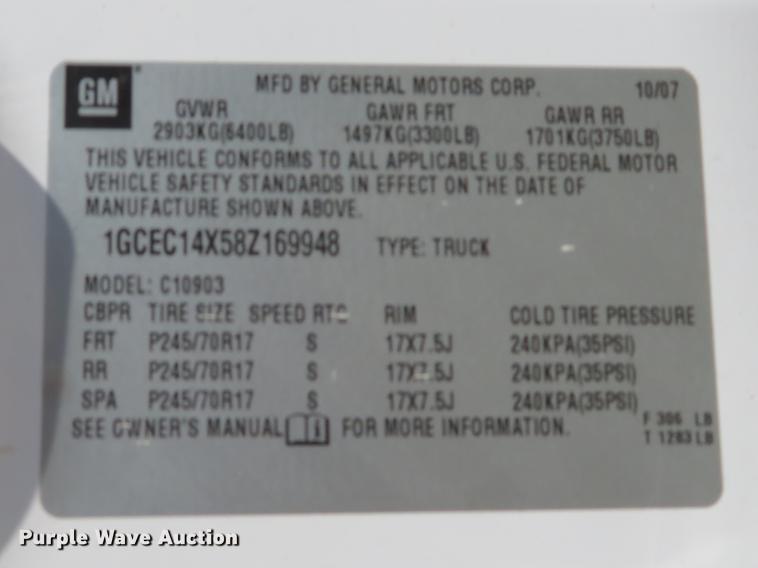 GM MFD BY GENERAL MOTORS CORP. 10/07
GVWR GAWR FRT GAWR RR
2903KG(6400LB) 1497KG(3300LB) 1701KG(3750LB)
THIS VEHICLE CONFORMS TO ALL APPLICABLE U.S. FEDERAL MOTOR
VEHICLE SAFETY STANDARDS IN EFFECT ON THE DATE OF
MANUFACTURE SHOWN ABOVE.
1GCEC14X58Z169948 TYPE: TRUCK
MODEL: C10903
CBPR TIRE SIZE SPEED RTG RIM COLD TIRE PRESSURE
FRT P245/70R17 S 17X7.5J 240KPA(35PSI)
RR P245/70R17 S 17X7.5J 240KPA(35PSI)
SPA P245/70R17 S 17X7.5J 240KPA(35PSI)
SEE OWNER'S MANUAL i FOR MORE INFORMATION.
F 306 LB
T 1283 LB
Purple Wave Auction